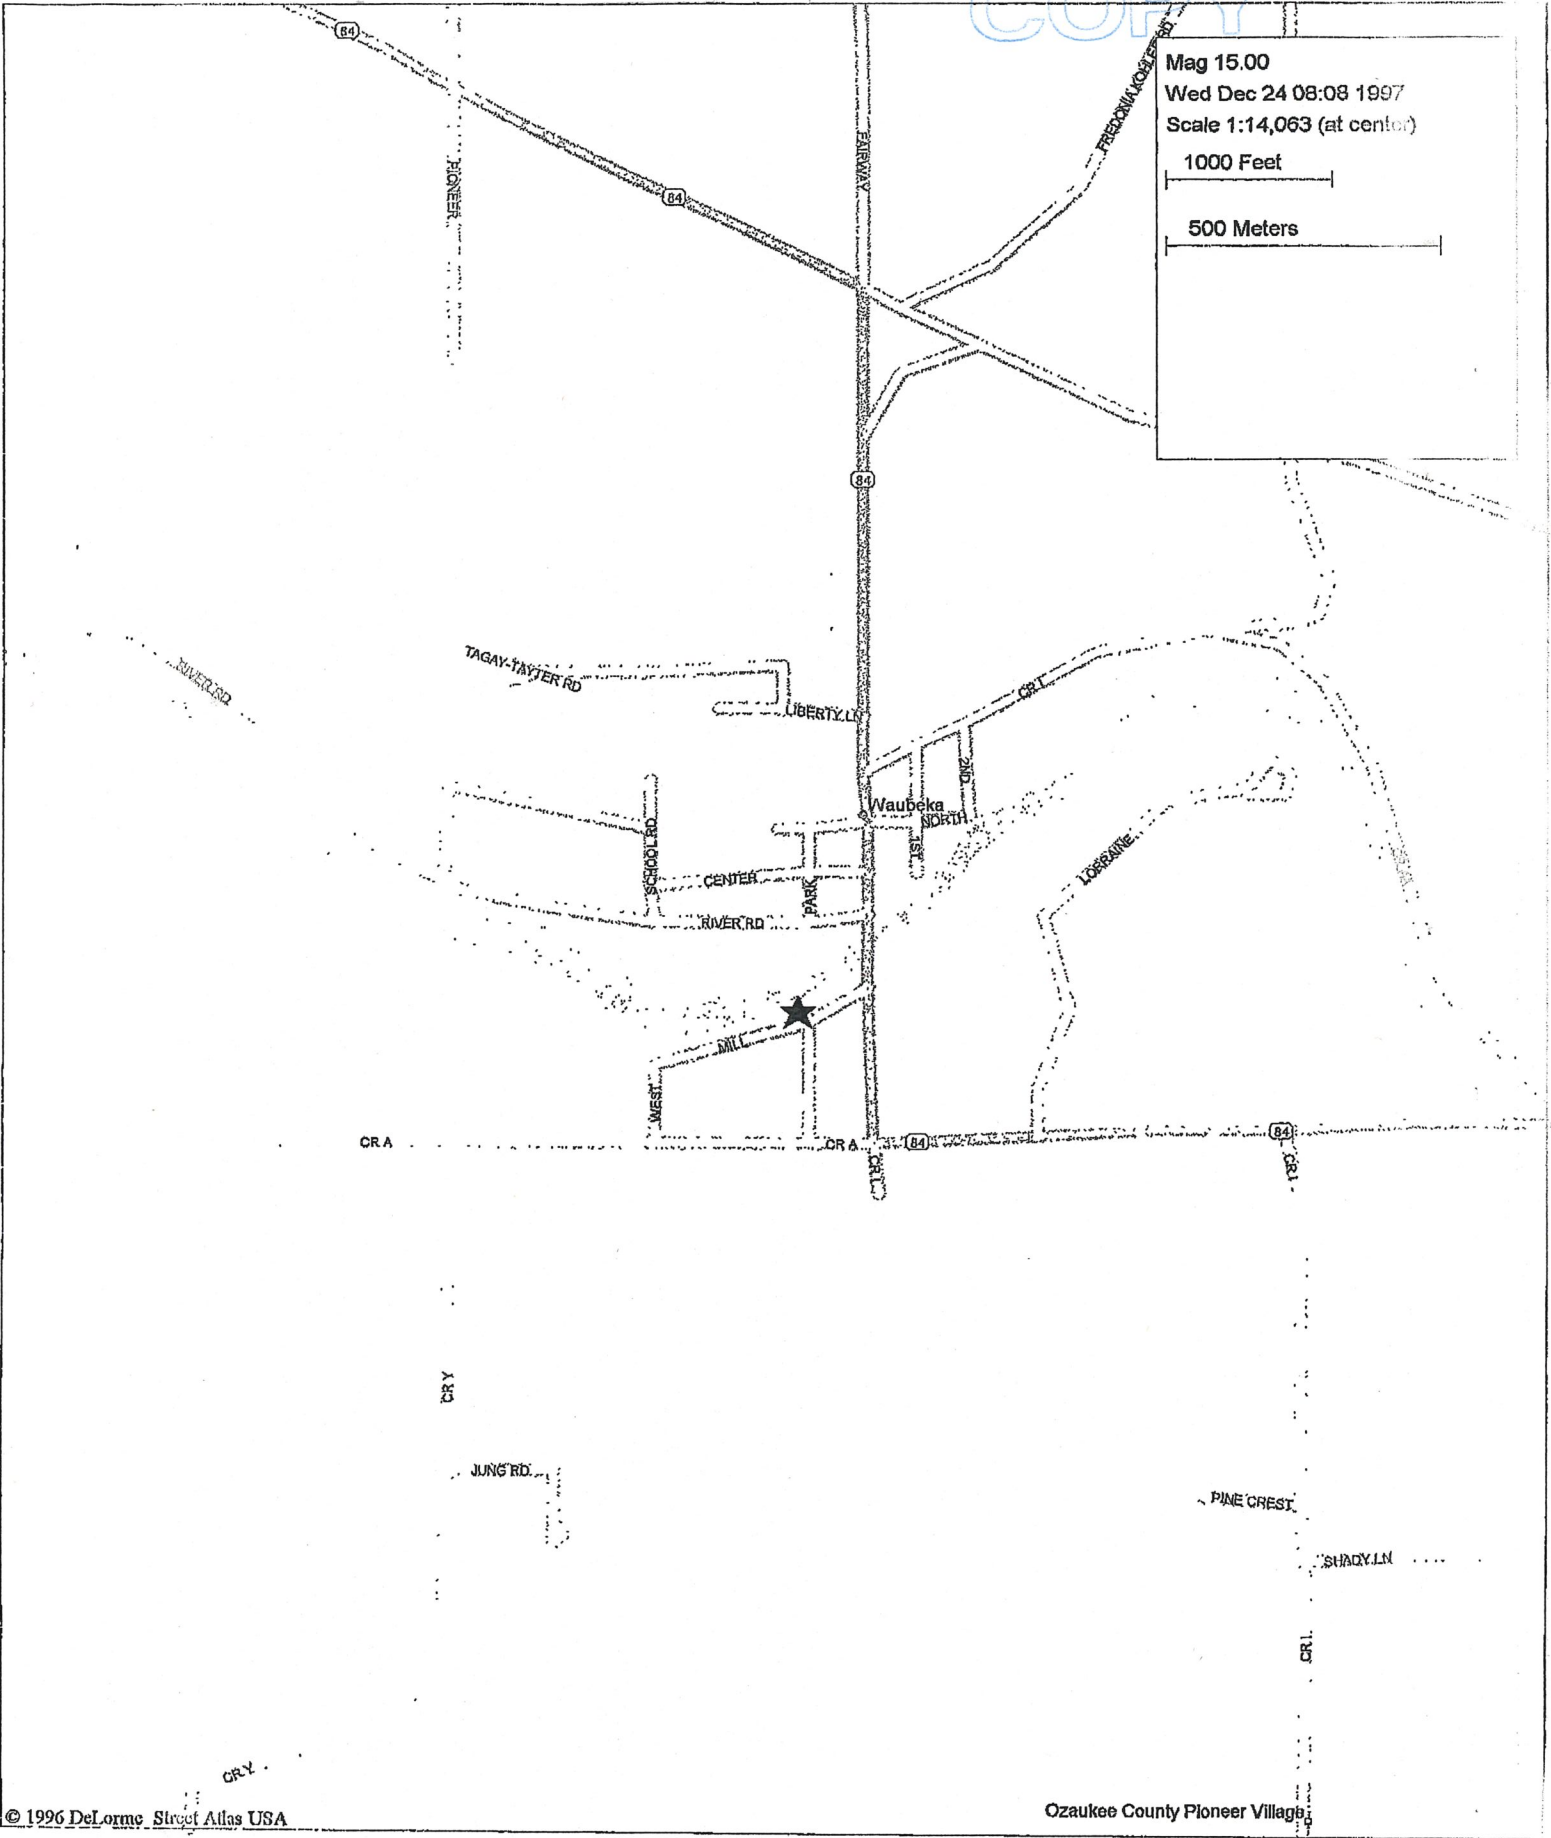 COPY
84
FREDONIA KOHLER RD.
Mag 15.00
Wed Dec 24 08:08 1997
Scale 1:14,063 (at center)
1000 Feet
500 Meters
FAIRWAY
PIONEER
84
84
TAGAY-TAYTER RD
RIVER RD
LIBERTY LN
CR I
2ND
Waubeka
NORTH
1ST
SCHOOL RD
CENTER
PARK
LORRAINE
RIVER RD
MILL
WEST
CR A
CR A
84
84
CR I
CR I
CR Y
JUNG RD.
PINE CREST
SHADY LN
CR I
CR Y
© 1996 DeLorme Street Atlas USA
Ozaukee County Pioneer Village